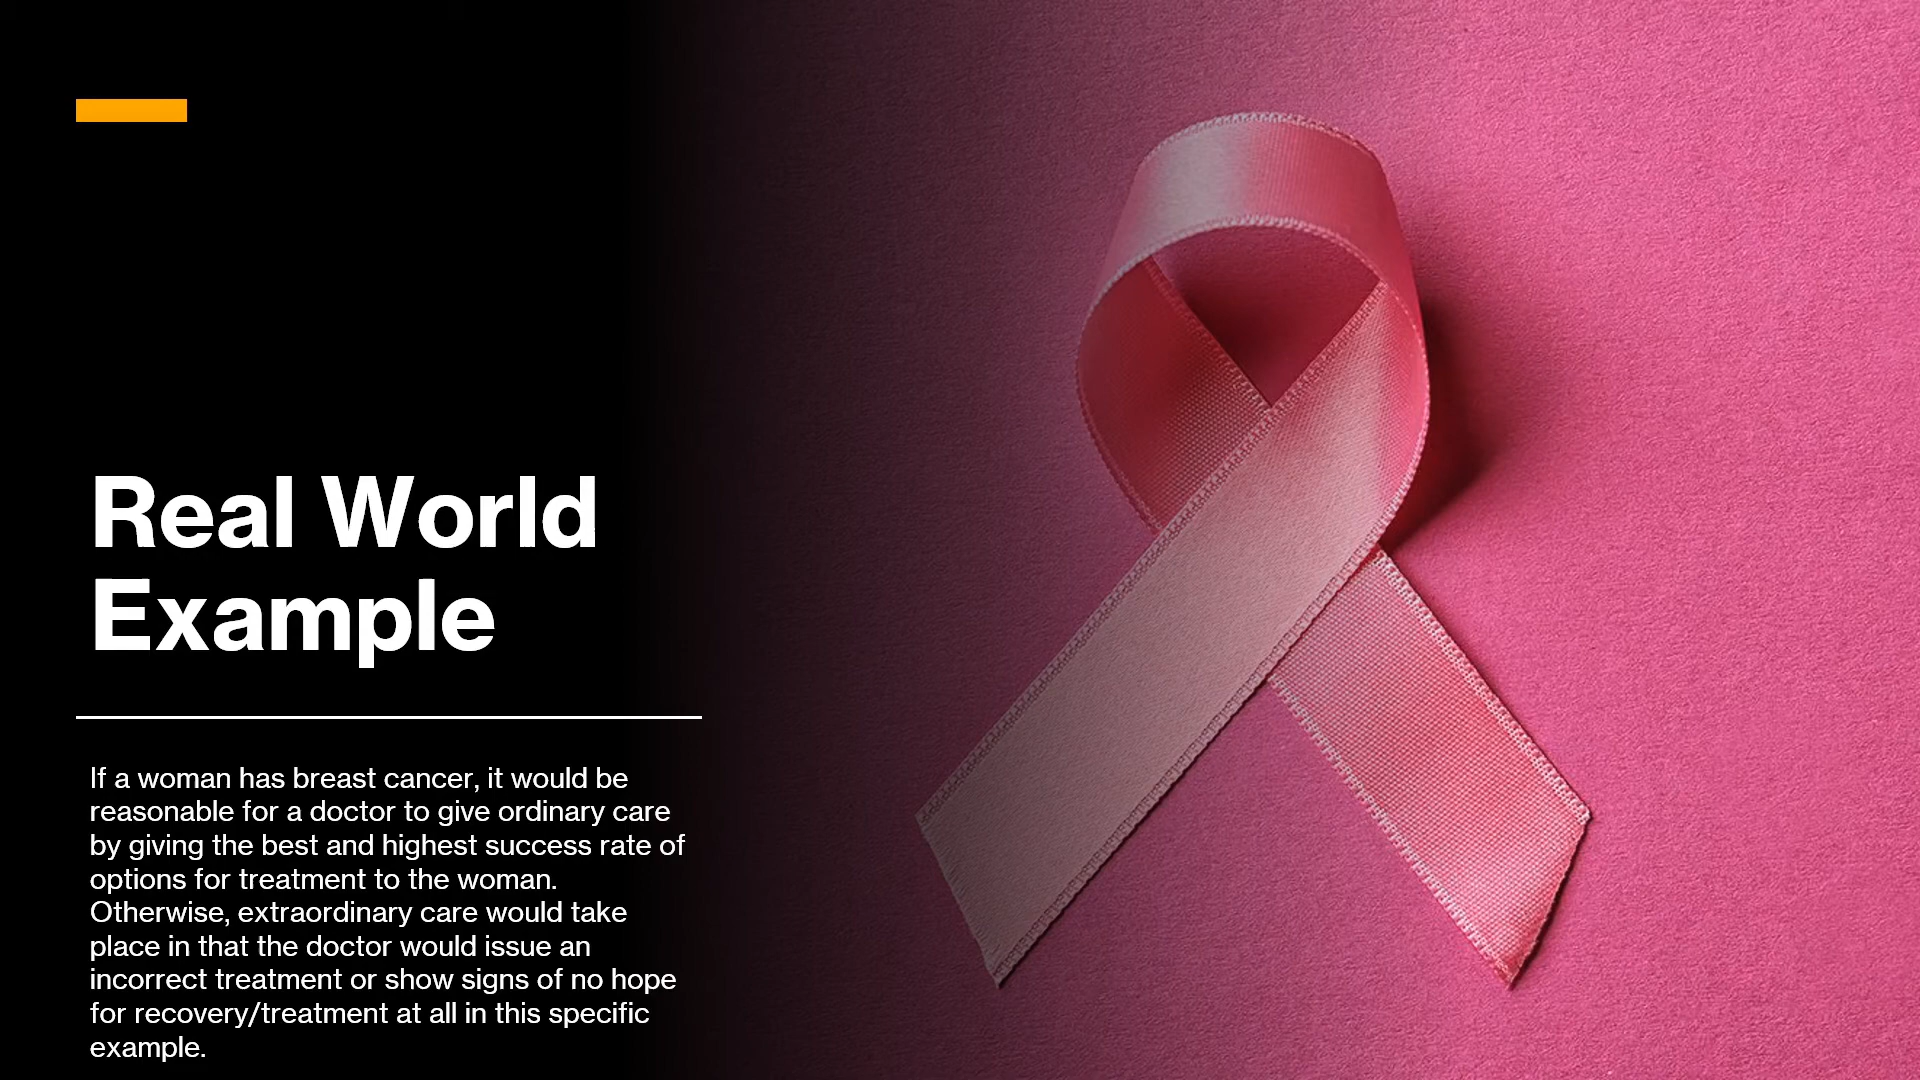 Real World
Example
If a woman has breast cancer, it would be
reasonable for a doctor to give ordinary care
by giving the best and highest success rate of
options for treatment to the woman.
Otherwise, extraordinary care would take
place in that the doctor would issue an
incorrect treatment or show signs of no hope
for recovery/treatment at all in this specific
example.